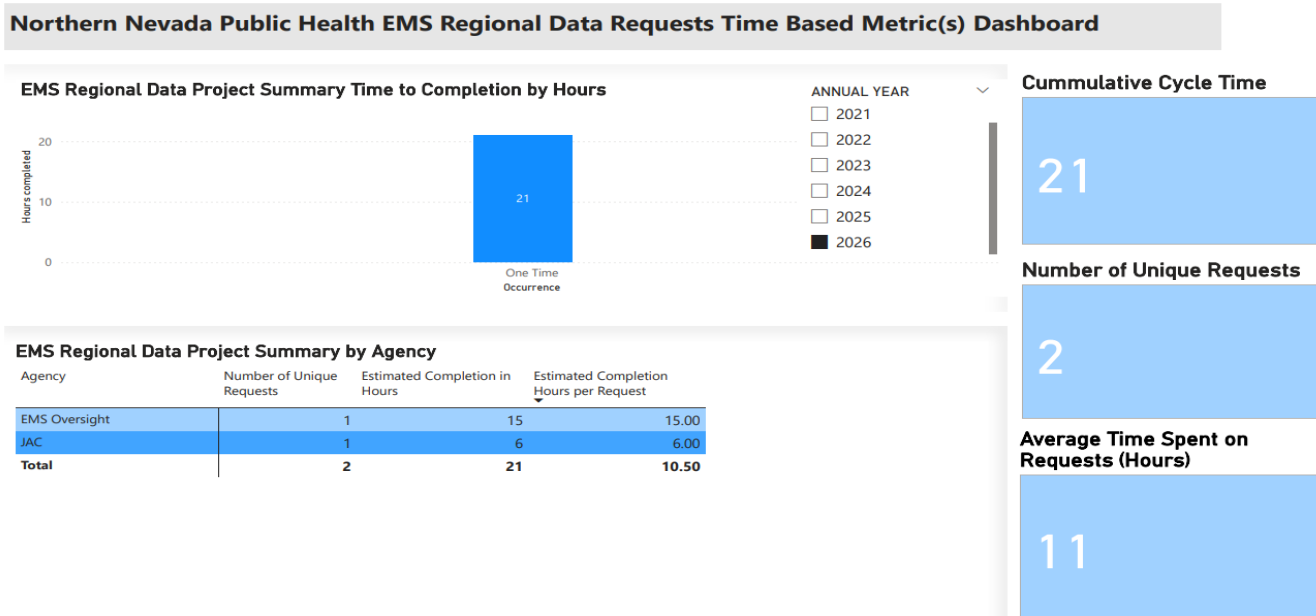 Northern Nevada Public Health EMS Regional Data Requests Time Based Metric(s) Dashboard
EMS Regional Data Project Summary Time to Completion by Hours
Hours completed
20
10
0
21
One Time
Occurrence
ANNUAL YEAR
2021
2022
2023
2024
2025
2026
Cummulative Cycle Time
21
Number of Unique Requests
2
Average Time Spent on
Requests (Hours)
11
EMS Regional Data Project Summary by Agency
Agency Number of Unique Estimated Completion in Estimated Completion
Requests Hours Hours per Request
EMS Oversight 1 15 15.00
JAC 1 6 6.00
Total 2 21 10.50